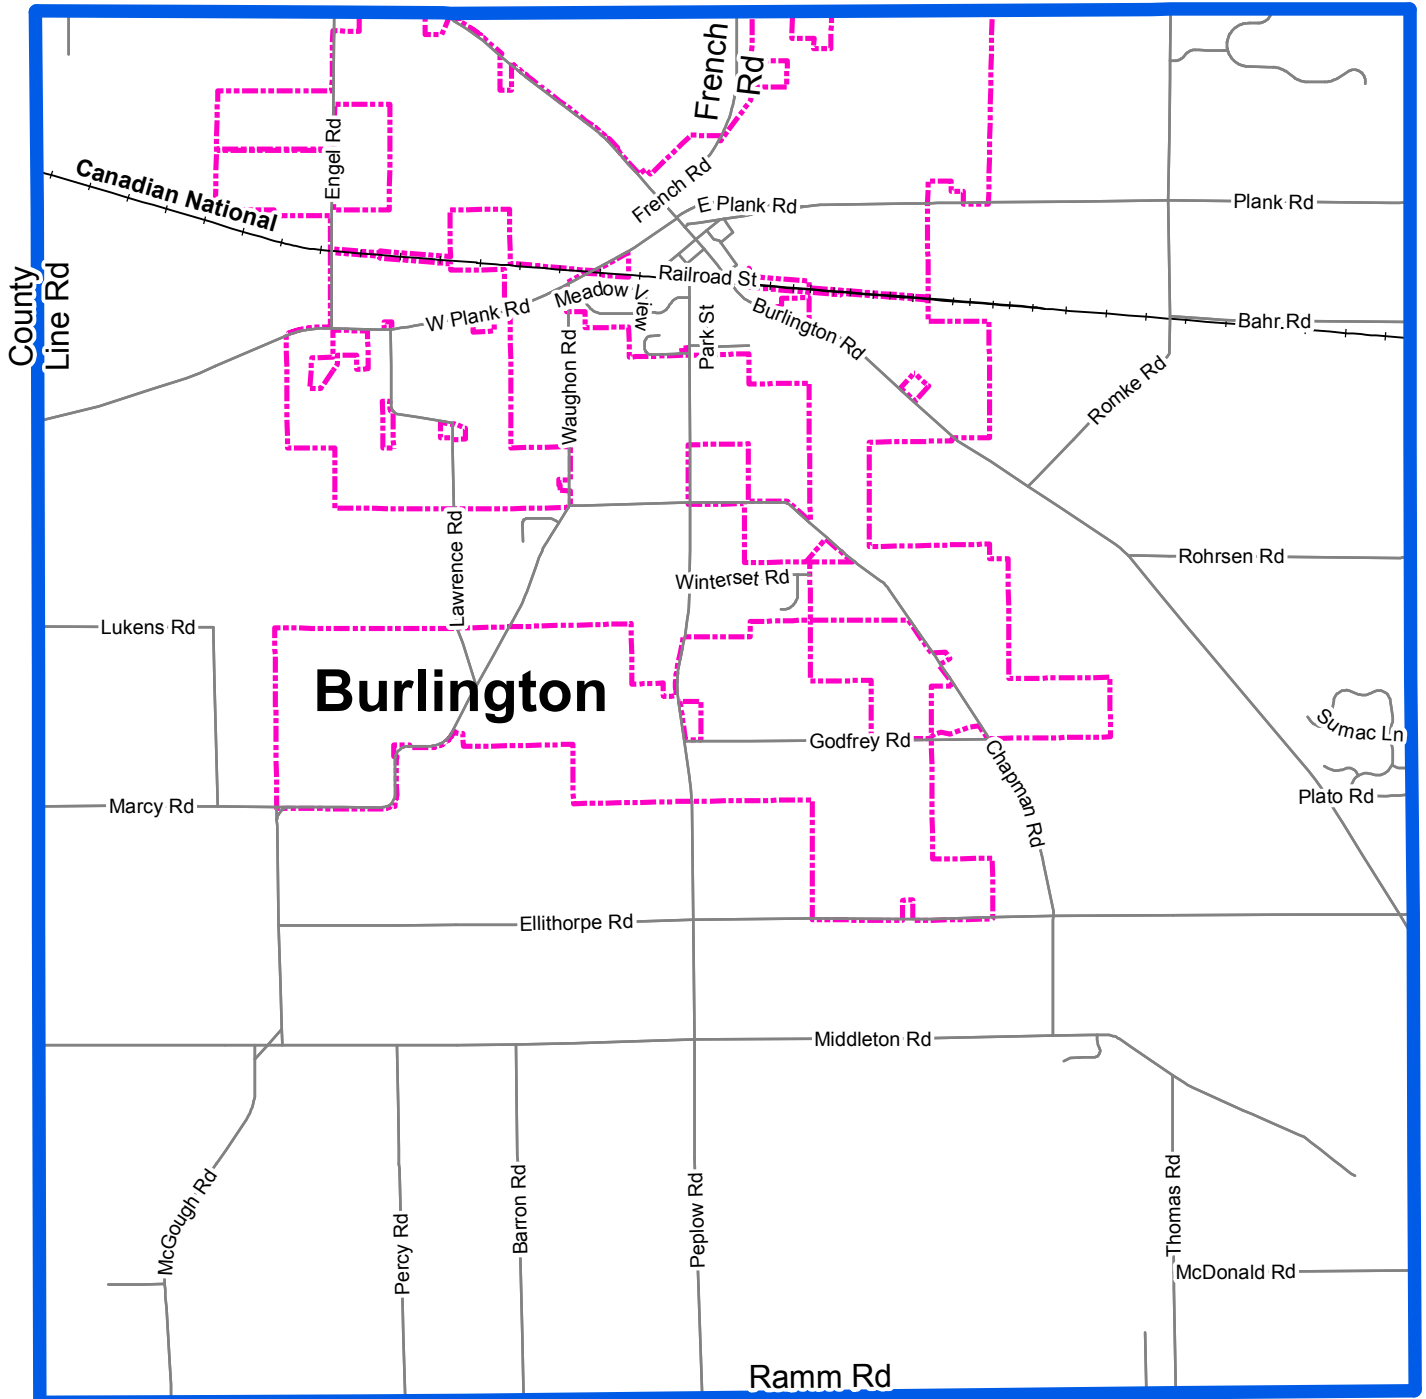 French
Rd
Engel Rd
Canadian National
French Rd
E Plank Rd
Plank Rd
County
Line Rd
Railroad St
Meadow View
W Plank Rd
Burlington Rd
Bahr Rd
Park St
Waughon Rd
Romke Rd
Lawrence Rd
Rohrsen Rd
Winterset Rd
Lukens Rd
Burlington
Sumac Ln
Godfrey Rd
Chapman Rd
Marcy Rd
Plato Rd
Ellithorpe Rd
Middleton Rd
McGough Rd
Percy Rd
Barron Rd
Peplow Rd
Thomas Rd
McDonald Rd
Ramm Rd